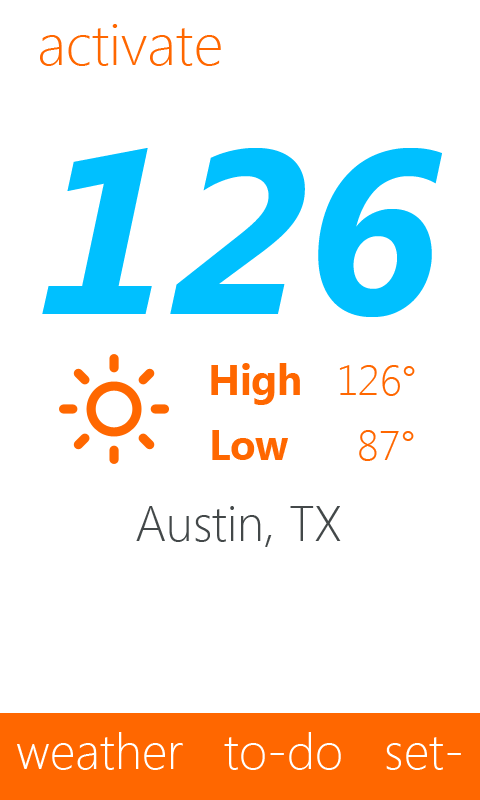 activate
126
High 126°
Low 87°
Austin, TX
weather to-do set-